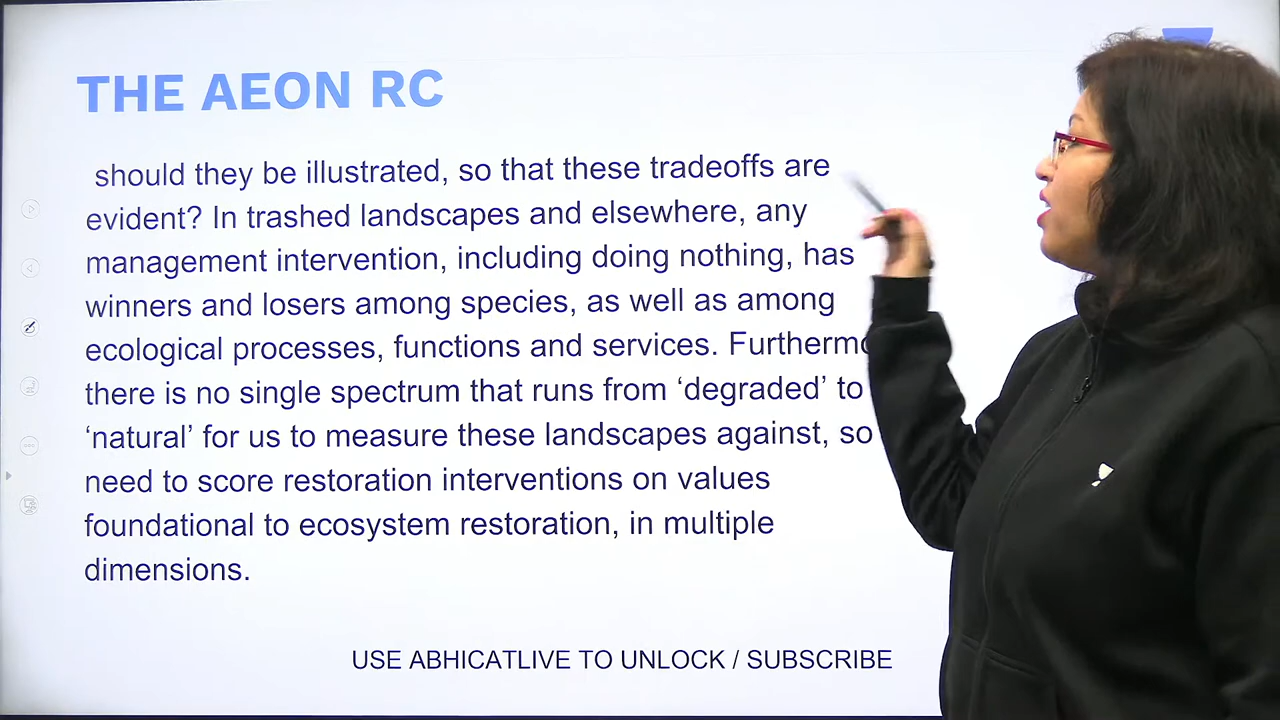 THE AEON RC
should they be illustrated, so that these tradeoffs are
evident? In trashed landscapes and elsewhere, any
management intervention, including doing nothing, has
winners and losers among species, as well as among
ecological processes, functions and services.
there is no single spectrum that runs from ‘degraded’ to
‘natural’ for us to measure these landscapes against, so
need to score restoration interventions on values
foundational to ecosystem restoration, in multiple
dimensions.
USE ABHICATLIVE TO UNLOCK / SUBSCRIBE